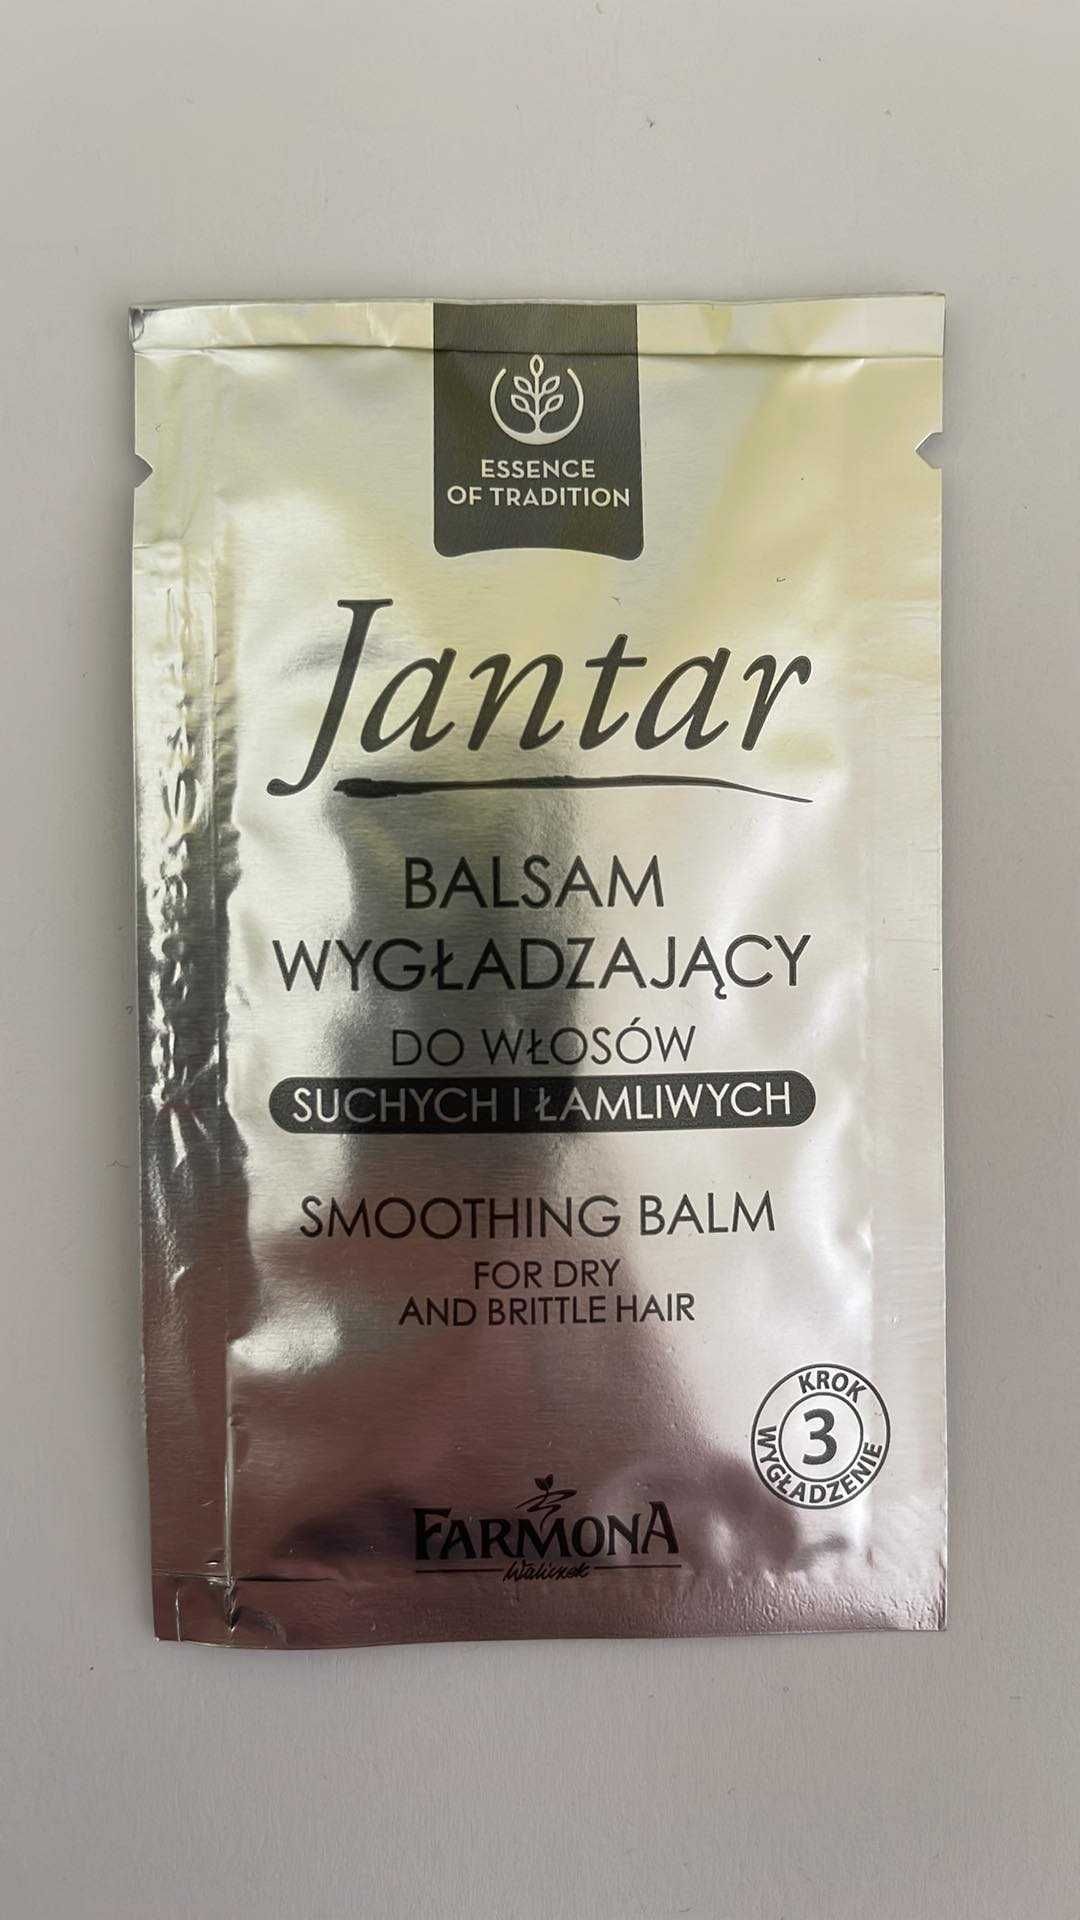 ESSENCE
OF TRADITION
Jantar
BALSAM
WYGŁADZAJĄCY
DO WŁOSÓW
SUCHYCH I ŁAMLIWYCH
SMOOTHING BALM
FOR DRY
AND BRITTLE HAIR
KROK
3
WYGŁADZENIE
FARMONA
Waliczek